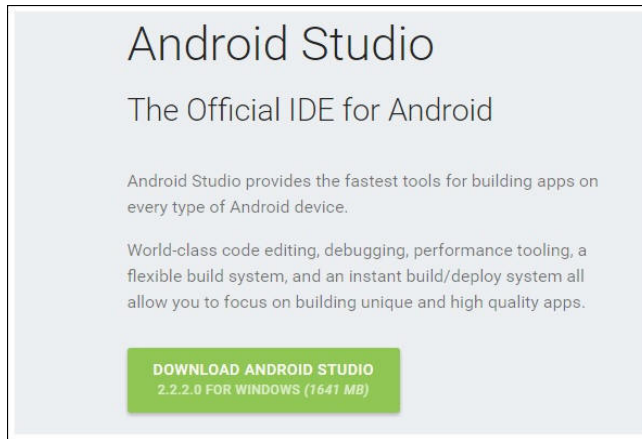 Android Studio
The Official IDE for Android
Android Studio provides the fastest tools for building apps on
every type of Android device.
World-class code editing, debugging, performance tooling, a
flexible build system, and an instant build/deploy system all
allow you to focus on building unique and high quality apps.
DOWNLOAD ANDROID STUDIO
2.2.2.0 FOR WINDOWS (1641 MB)